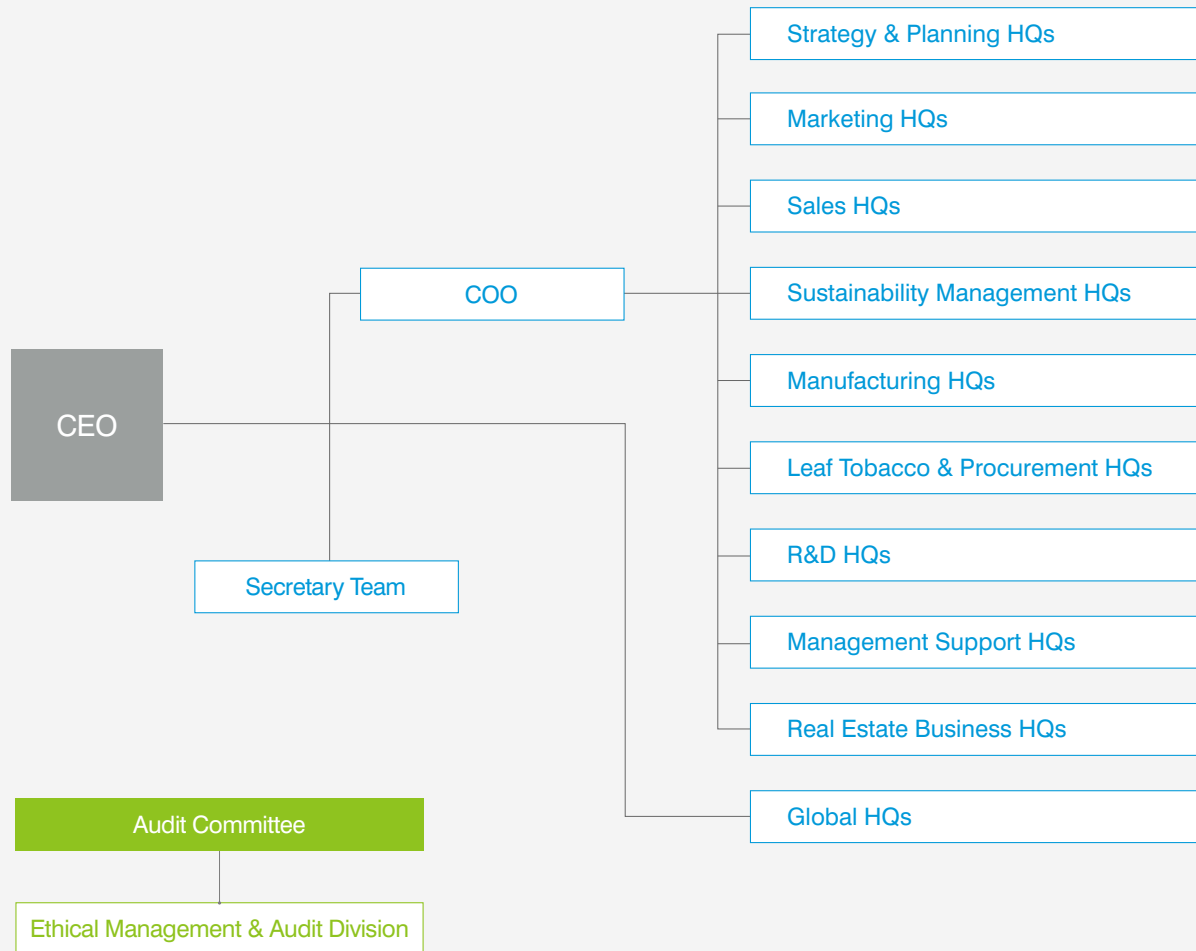 CEO
COO
Secretary Team
Strategy & Planning HQs
Marketing HQs
Sales HQs
Sustainability Management HQs
Manufacturing HQs
Leaf Tobacco & Procurement HQs
R&D HQs
Management Support HQs
Real Estate Business HQs
Global HQs
Audit Committee
Ethical Management & Audit Division